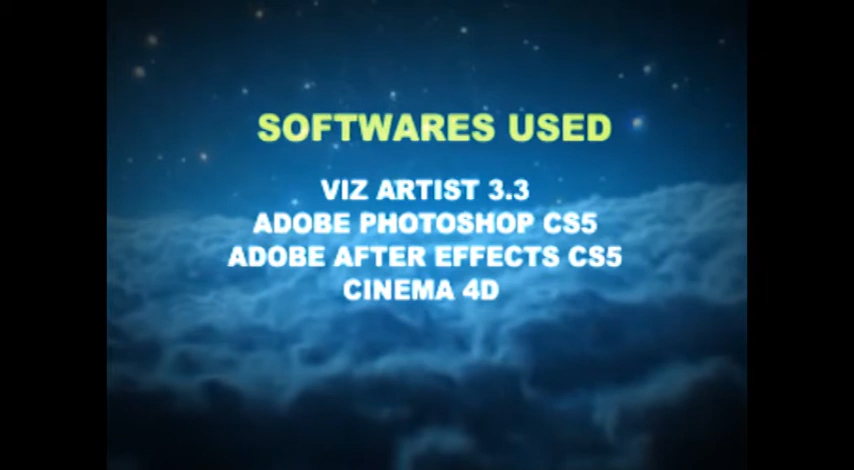 SOFTWARES USED
VIZ ARTIST 3.3
ADOBE PHOTOSHOP CS5
ADOBE AFTER EFFECTS CS5
CINEMA 4D